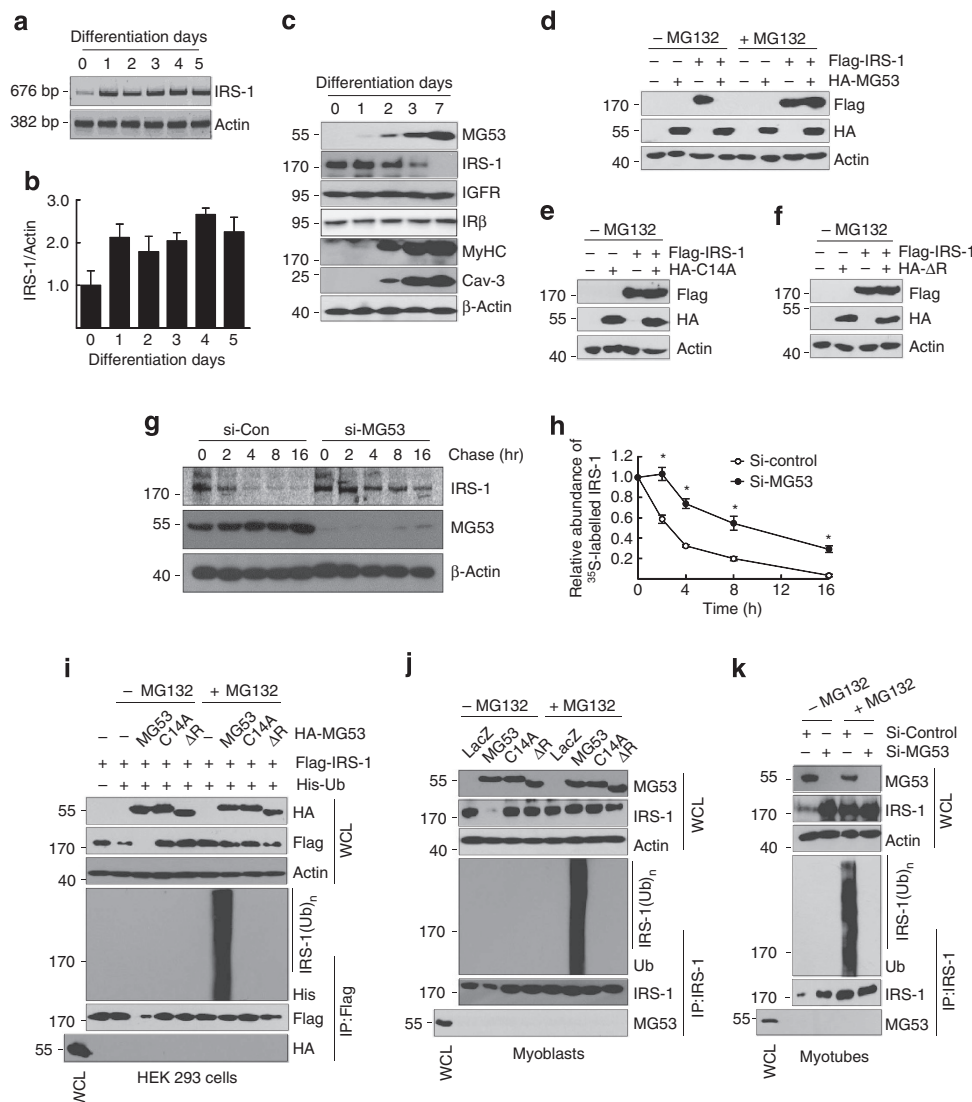 a
Differentiation days
0 1 2 3 4 5
676 bp IRS-1
382 bp Actin
b
IRS-1/Actin
3.0
2.0
1.0
0 1 2 3 4 5
Differentiation days
c
Differentiation days
0 1 2 3 7
55 MG53
170 IRS-1
95 IGFR
95 IRβ
170 MyHC
25 Cav-3
40 β-Actin
d
– MG132 + MG132
– – + + – – + + Flag-IRS-1
– + – + – + – + HA-MG53
170 Flag
55 HA
40 Actin
e
– MG132
– – + + Flag-IRS-1
– + – + HA-C14A
170 Flag
55 HA
40 Actin
f
– MG132
– – + + Flag-IRS-1
– + – + HA-ΔR
170 Flag
55 HA
40 Actin
g
si-Con si-MG53
0 2 4 8 16 0 2 4 8 16 Chase (hr)
170 IRS-1
55 MG53
40 β-Actin
h
Relative abundance of
35S-labelled IRS-1
1.2
1.0
0.8
0.6
0.4
0.2
Si-control
Si-MG53
* * * *
0 4 8 12 16
Time (h)
i
– MG132 + MG132
– – MG53 C14A ΔR – MG53 C14A ΔR HA-MG53
+ + + + + + + + + Flag-IRS-1
– + + + + + + + + His-Ub
55 HA
170 Flag
40 Actin
WCL
170
IRS-1(Ub)n
His
170 Flag
55 HA
IP:Flag
WCL
HEK 293 cells
j
– MG132 + MG132
LacZ MG53 C14A ΔR LacZ MG53 C14A ΔR
55 MG53
170 IRS-1
40 Actin
WCL
170
IRS-1(Ub)n
Ub
170 IRS-1
55 MG53
IP:IRS-1
WCL
Myoblasts
k
– MG132 + MG132
+ – + – Si-Control
– + – + Si-MG53
55 MG53
170 IRS-1
40 Actin
WCL
170
IRS-1(Ub)n
Ub
170 IRS-1
55 MG53
IP:IRS-1
WCL
Myotubes